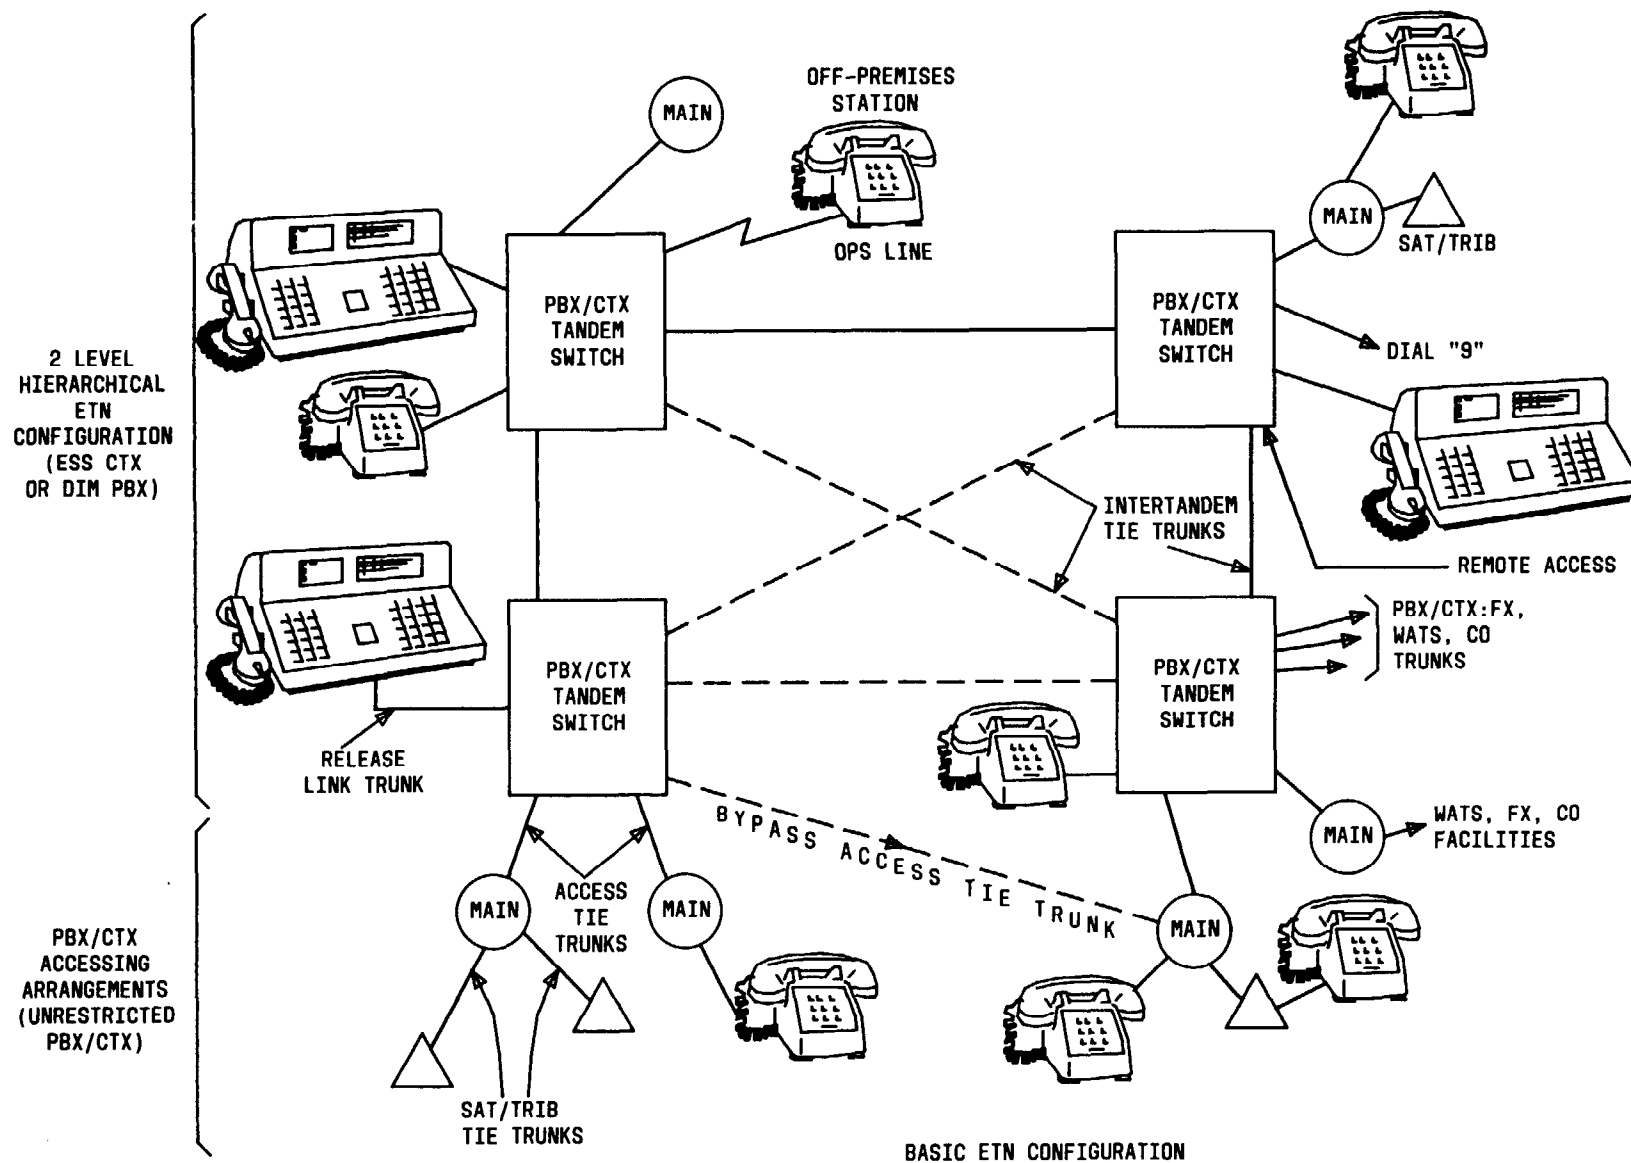 MAIN
OFF-PREMISES
STATION
OPS LINE
MAIN
SAT/TRIB
PBX/CTX
TANDEM
SWITCH
PBX/CTX
TANDEM
SWITCH
DIAL "9"
2 LEVEL
HIERARCHICAL
ETN
CONFIGURATION
(ESS CTX
OR DIM PBX)
INTERTANDEM
TIE TRUNKS
REMOTE ACCESS
PBX/CTX:FX,
WATS, CO
TRUNKS
PBX/CTX
TANDEM
SWITCH
PBX/CTX
TANDEM
SWITCH
RELEASE
LINK TRUNK
BYPASS ACCESS TIE TRUNK
MAIN
WATS, FX, CO
FACILITIES
MAIN
ACCESS
TIE
TRUNKS
MAIN
MAIN
PBX/CTX
ACCESSING
ARRANGEMENTS
(UNRESTRICTED
PBX/CTX)
SAT/TRIB
TIE TRUNKS
BASIC ETN CONFIGURATION